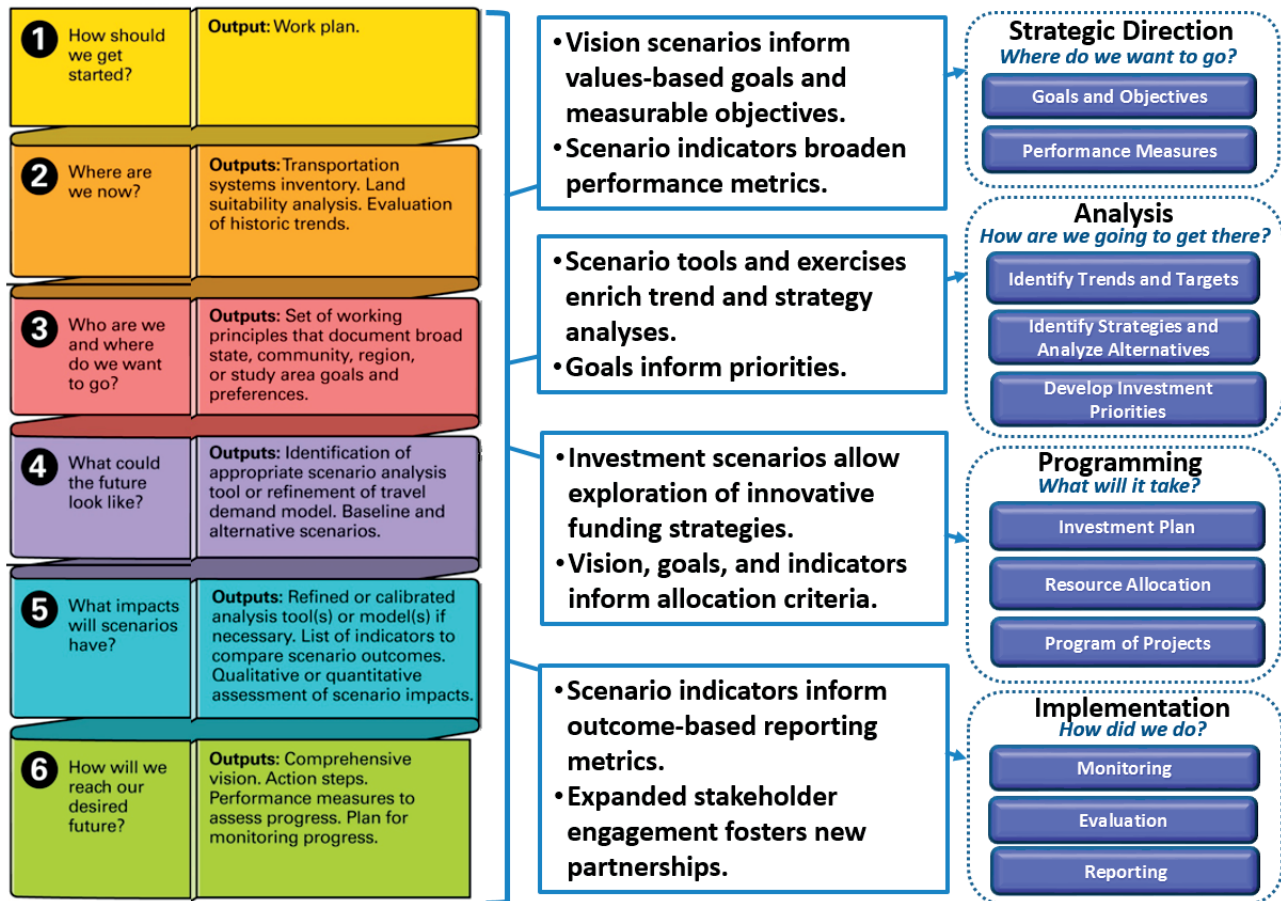 1
How should
we get
started?
Output: Work plan.
2
Where are
we now?
Outputs: Transportation
systems inventory. Land
suitability analysis. Evaluation
of historic trends.
3
Who are we
and where
do we want
to go?
Outputs: Set of working
principles that document broad
state, community, region,
or study area goals and
preferences.
4
What could
the future
look like?
Outputs: Identification of
appropriate scenario analysis
tool or refinement of travel
demand model. Baseline and
alternative scenarios.
5
What impacts
will scenarios
have?
Outputs: Refined or calibrated
analysis tool(s) or model(s) if
necessary. List of indicators to
compare scenario outcomes.
Qualitative or quantitative
assessment of scenario impacts.
6
How will we
reach our
desired
future?
Outputs: Comprehensive
vision. Action steps.
Performance measures to
assess progress. Plan for
monitoring progress.
• Vision scenarios inform
values-based goals and
measurable objectives.
• Scenario indicators broaden
performance metrics.
• Scenario tools and exercises
enrich trend and strategy
analyses.
• Goals inform priorities.
• Investment scenarios allow
exploration of innovative
funding strategies.
• Vision, goals, and indicators
inform allocation criteria.
• Scenario indicators inform
outcome-based reporting
metrics.
• Expanded stakeholder
engagement fosters new
partnerships.
Strategic Direction
Where do we want to go?
Goals and Objectives
Performance Measures
Analysis
How are we going to get there?
Identify Trends and Targets
Identify Strategies and
Analyze Alternatives
Develop Investment
Priorities
Programming
What will it take?
Investment Plan
Resource Allocation
Program of Projects
Implementation
How did we do?
Monitoring
Evaluation
Reporting